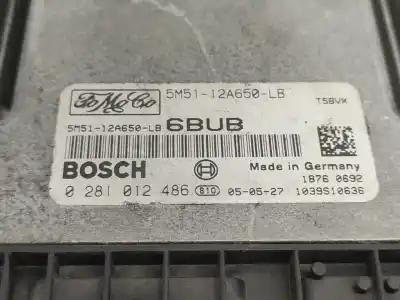 FoMoCo 5M51-12A650-LB
T5BVK
5M51-12A650-LB 6BUB
BOSCH Made in Germany
1876 0692
0 281 012 486 B10 05-05-27 1039S10636